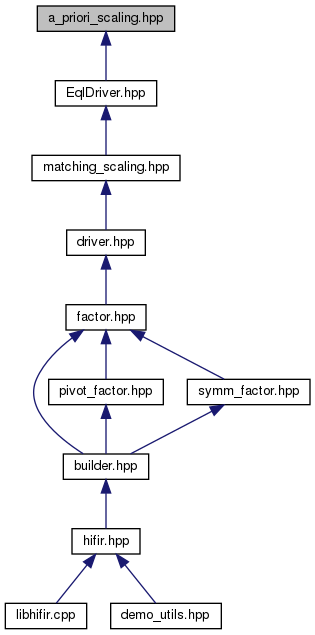 a_priori_scaling.hpp
EqlDriver.hpp
matching_scaling.hpp
driver.hpp
factor.hpp
pivot_factor.hpp
symm_factor.hpp
builder.hpp
hifir.hpp
libhifir.cpp
demo_utils.hpp